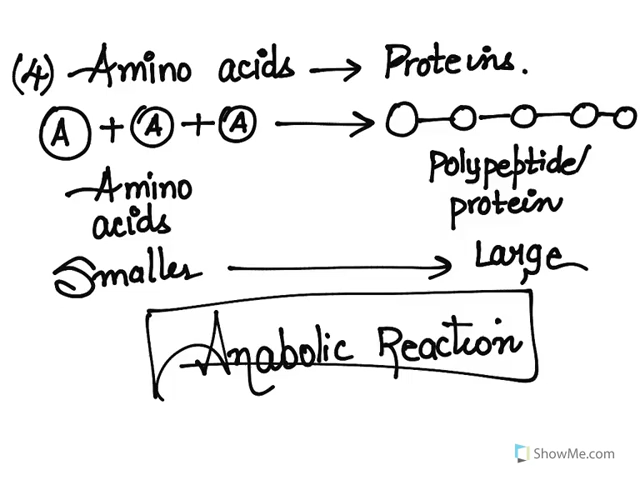 (4) Amino acids → Proteins.
A + A + A →
Amino acids
Polypeptide/ protein
Smaller → Large
Anabolic Reaction
ShowMe.com